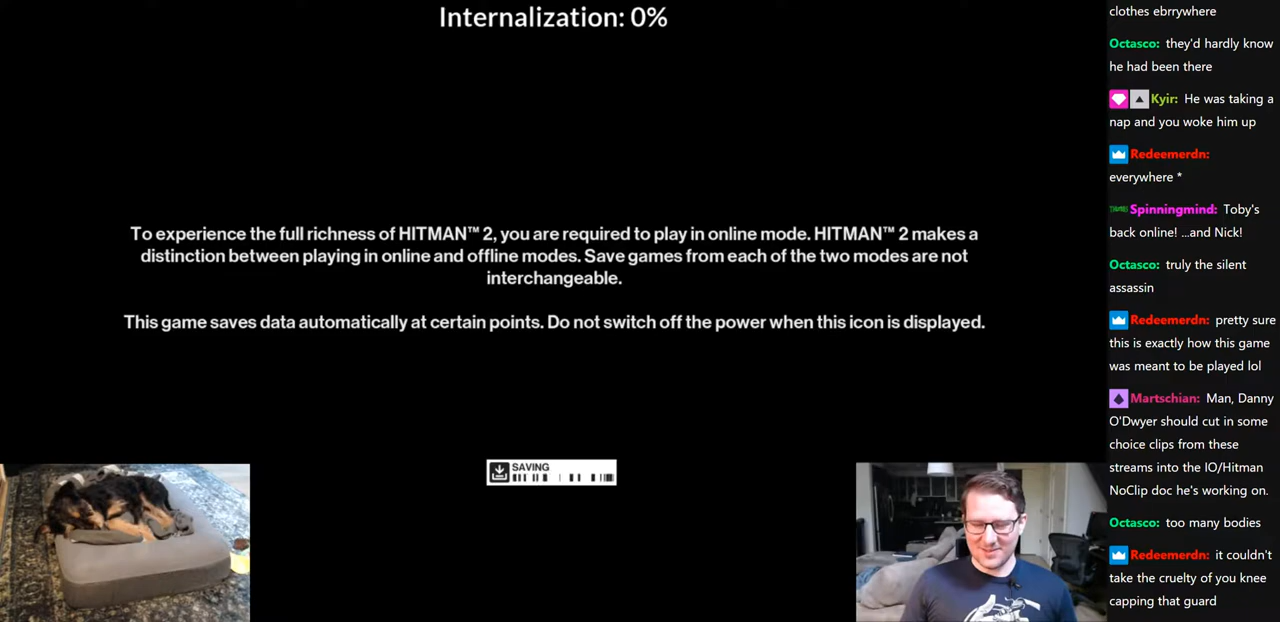 Internalization: 0%
To experience the full richness of HITMAN™ 2, you are required to play in online mode. HITMAN™ 2 makes a
distinction between playing in online and offline modes. Save games from each of the two modes are not
interchangeable.
This game saves data automatically at certain points. Do not switch off the power when this icon is displayed.
SAVING
clothes ebrrywhere
Octasco: they'd hardly know
he had been there
Kyir: He was taking a
nap and you woke him up
Redeemerdn:
everywhere *
Spinningmind: Toby's
back online! ...and Nick!
Octasco: truly the silent
assassin
Redeemerdn: pretty sure
this is exactly how this game
was meant to be played lol
Martschian: Man, Danny
O'Dwyer should cut in some
choice clips from these
streams into the IO/Hitman
NoClip doc he's working on.
Octasco: too many bodies
Redeemerdn: it couldn't
take the cruelty of you knee
capping that guard